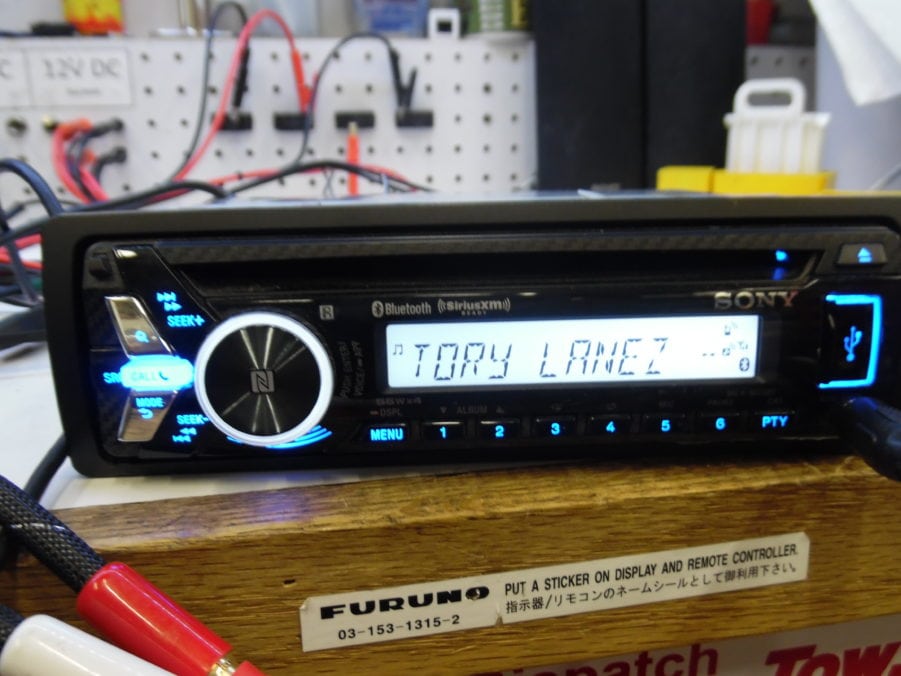 12V DC
SEEK+
CALL
MODE
SEEK-
Bluetooth
SiriusXM
READY
SONY
TORY LANEZ
DSPL
ALBUM
MENU
1
2
3
4
5
6
PTY
FURUNO
03-153-1315-2
PUT A STICKER ON DISPLAY AND REMOTE CONTROLLER.
指示器/リモコンのネームシールとして御利用下さい。
Dispatch